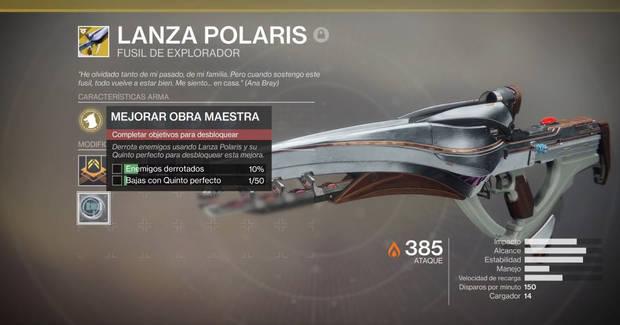 LANZA POLARIS
FUSIL DE EXPLORADOR
"He olvidado tanto de mi pasado, de mi familia. Pero cuando sostengo este
fusil, todo vuelve a estar bien. Me siento... en casa." (Ana Bray)
CARACTERÍSTICAS ARMA
MEJORAR OBRA MAESTRA
Completar objetivos para desbloquear
MODIFIC
Derrota enemigos usando Lanza Polaris y su
Quinto perfecto para desbloquear esta mejora.
Enemigos derrotados 10%
Bajas con Quinto perfecto 1/50
385
ATAQUE
Impacto
Alcance
Estabilidad
Manejo
Velocidad de recarga
Disparos por minuto 150
Cargador 14